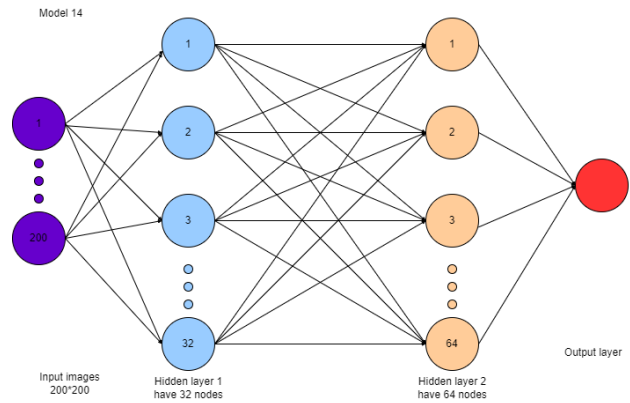 Model 14
1
200
1
2
3
32
1
2
3
64
Input images
200*200
Hidden layer 1
have 32 nodes
Hidden layer 2
have 64 nodes
Output layer